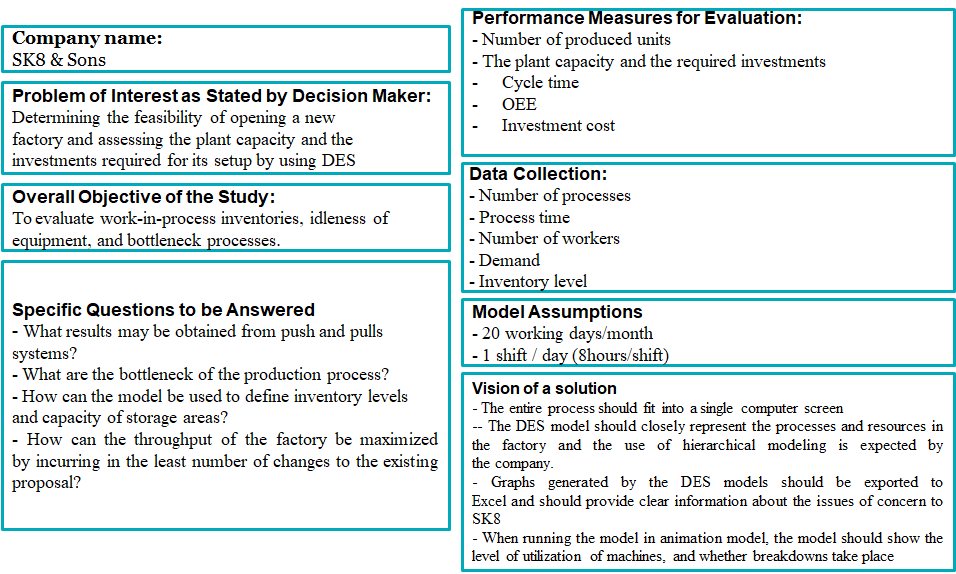 Company name:
SK8 & Sons
Problem of Interest as Stated by Decision Maker:
Determining the feasibility of opening a new
factory and assessing the plant capacity and the
investments required for its setup by using DES
Overall Objective of the Study:
To evaluate work-in-process inventories, idleness of
equipment, and bottleneck processes.
Specific Questions to be Answered
- What results may be obtained from push and pulls
systems?
- What are the bottleneck of the production process?
- How can the model be used to define inventory levels
and capacity of storage areas?
- How can the throughput of the factory be maximized
by incurring in the least number of changes to the existing
proposal?
Performance Measures for Evaluation:
- Number of produced units
- The plant capacity and the required investments
- Cycle time
- OEE
- Investment cost
Data Collection:
- Number of processes
- Process time
- Number of workers
- Demand
- Inventory level
Model Assumptions
- 20 working days/month
- 1 shift / day (8hours/shift)
Vision of a solution
- The entire process should fit into a single computer screen
-- The DES model should closely represent the processes and resources in
the factory and the use of hierarchical modeling is expected by
the company.
- Graphs generated by the DES models should be exported to
Excel and should provide clear information about the issues of concern to
SK8
- When running the model in animation model, the model should show the
level of utilization of machines, and whether breakdowns take place